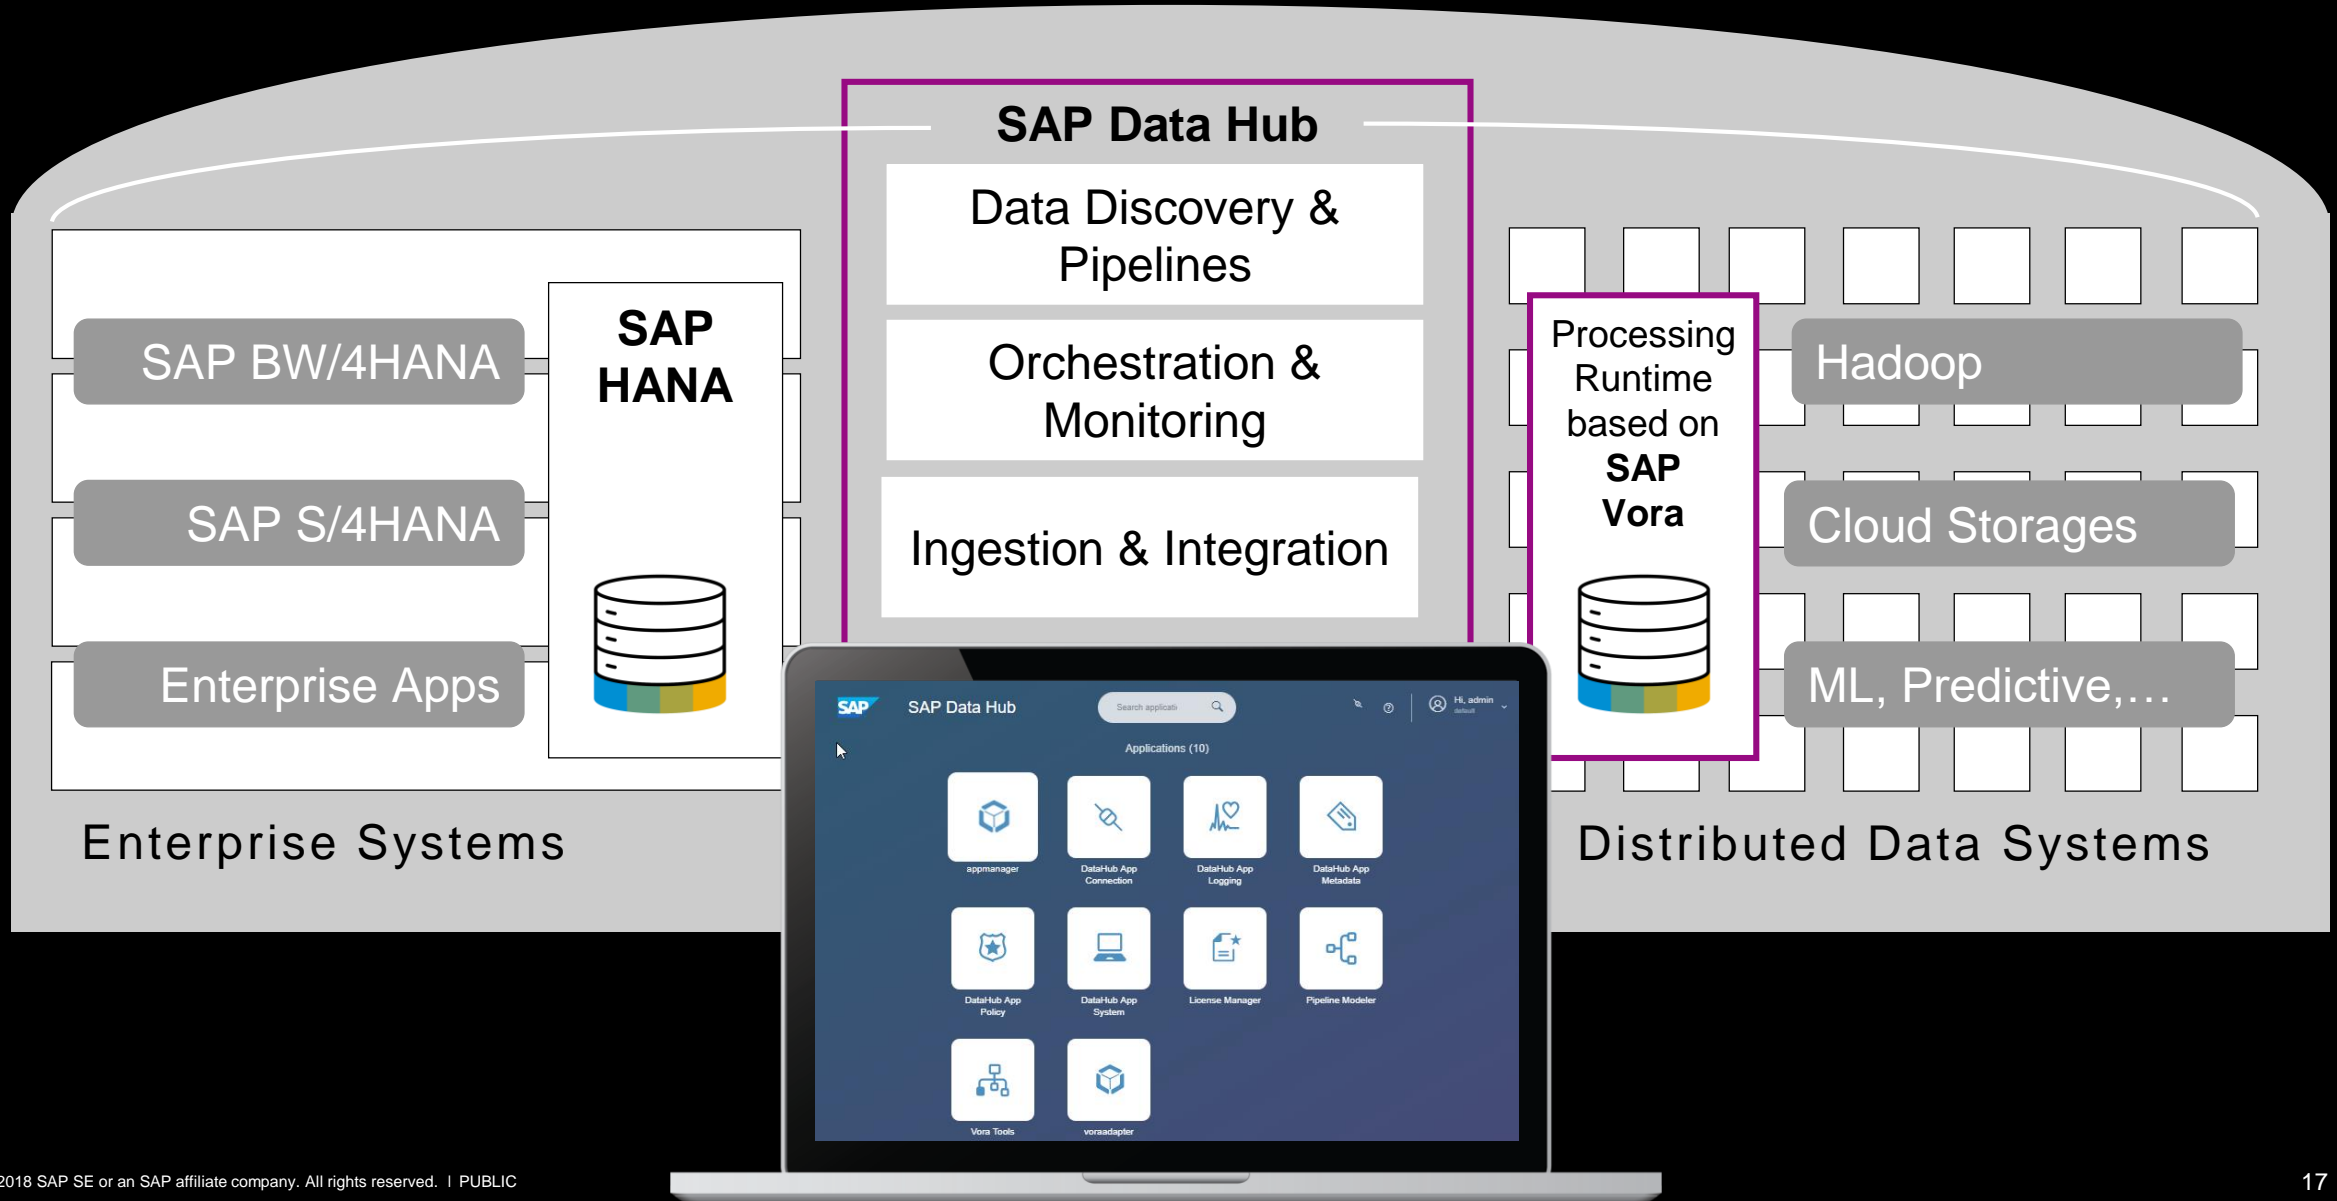 SAP Data Hub
Data Discovery &
Pipelines
Orchestration &
Monitoring
Ingestion & Integration
SAP BW/4HANA
SAP S/4HANA
Enterprise Apps
SAP
HANA
Enterprise Systems
Processing
Runtime
based on
SAP
Vora
Hadoop
Cloud Storages
ML, Predictive,…
Distributed Data Systems
SAP
SAP Data Hub
Search applicati
Hi, admin
default
Applications (10)
appmanager
DataHub App
Connection
DataHub App
Logging
DataHub App
Metadata
DataHub App
Policy
DataHub App
System
License Manager
Pipeline Modeler
Vora Tools
voraadapter
2018 SAP SE or an SAP affiliate company. All rights reserved. ǀ PUBLIC
17